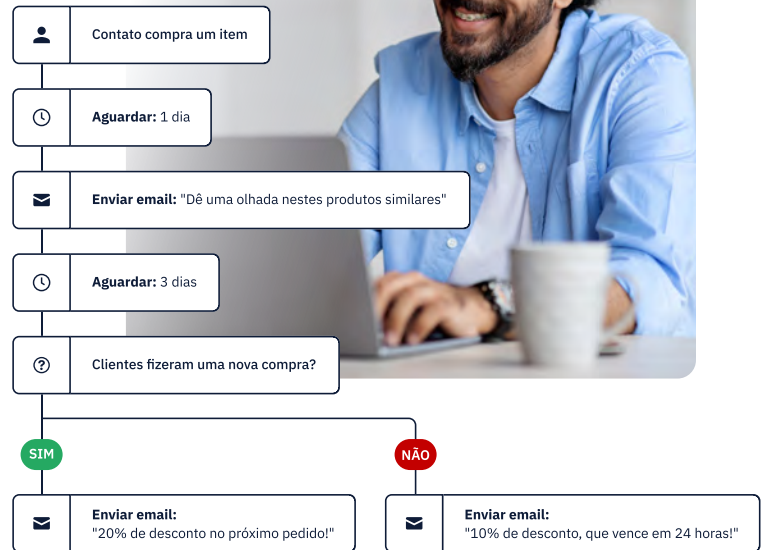 Contato compra um item
Aguardar: 1 dia
Enviar email: "Dê uma olhada nestes produtos similares"
Aguardar: 3 dias
Clientes fizeram uma nova compra?
SIM
NÃO
Enviar email:
"20% de desconto no próximo pedido!"
Enviar email:
"10% de desconto, que vence em 24 horas!"